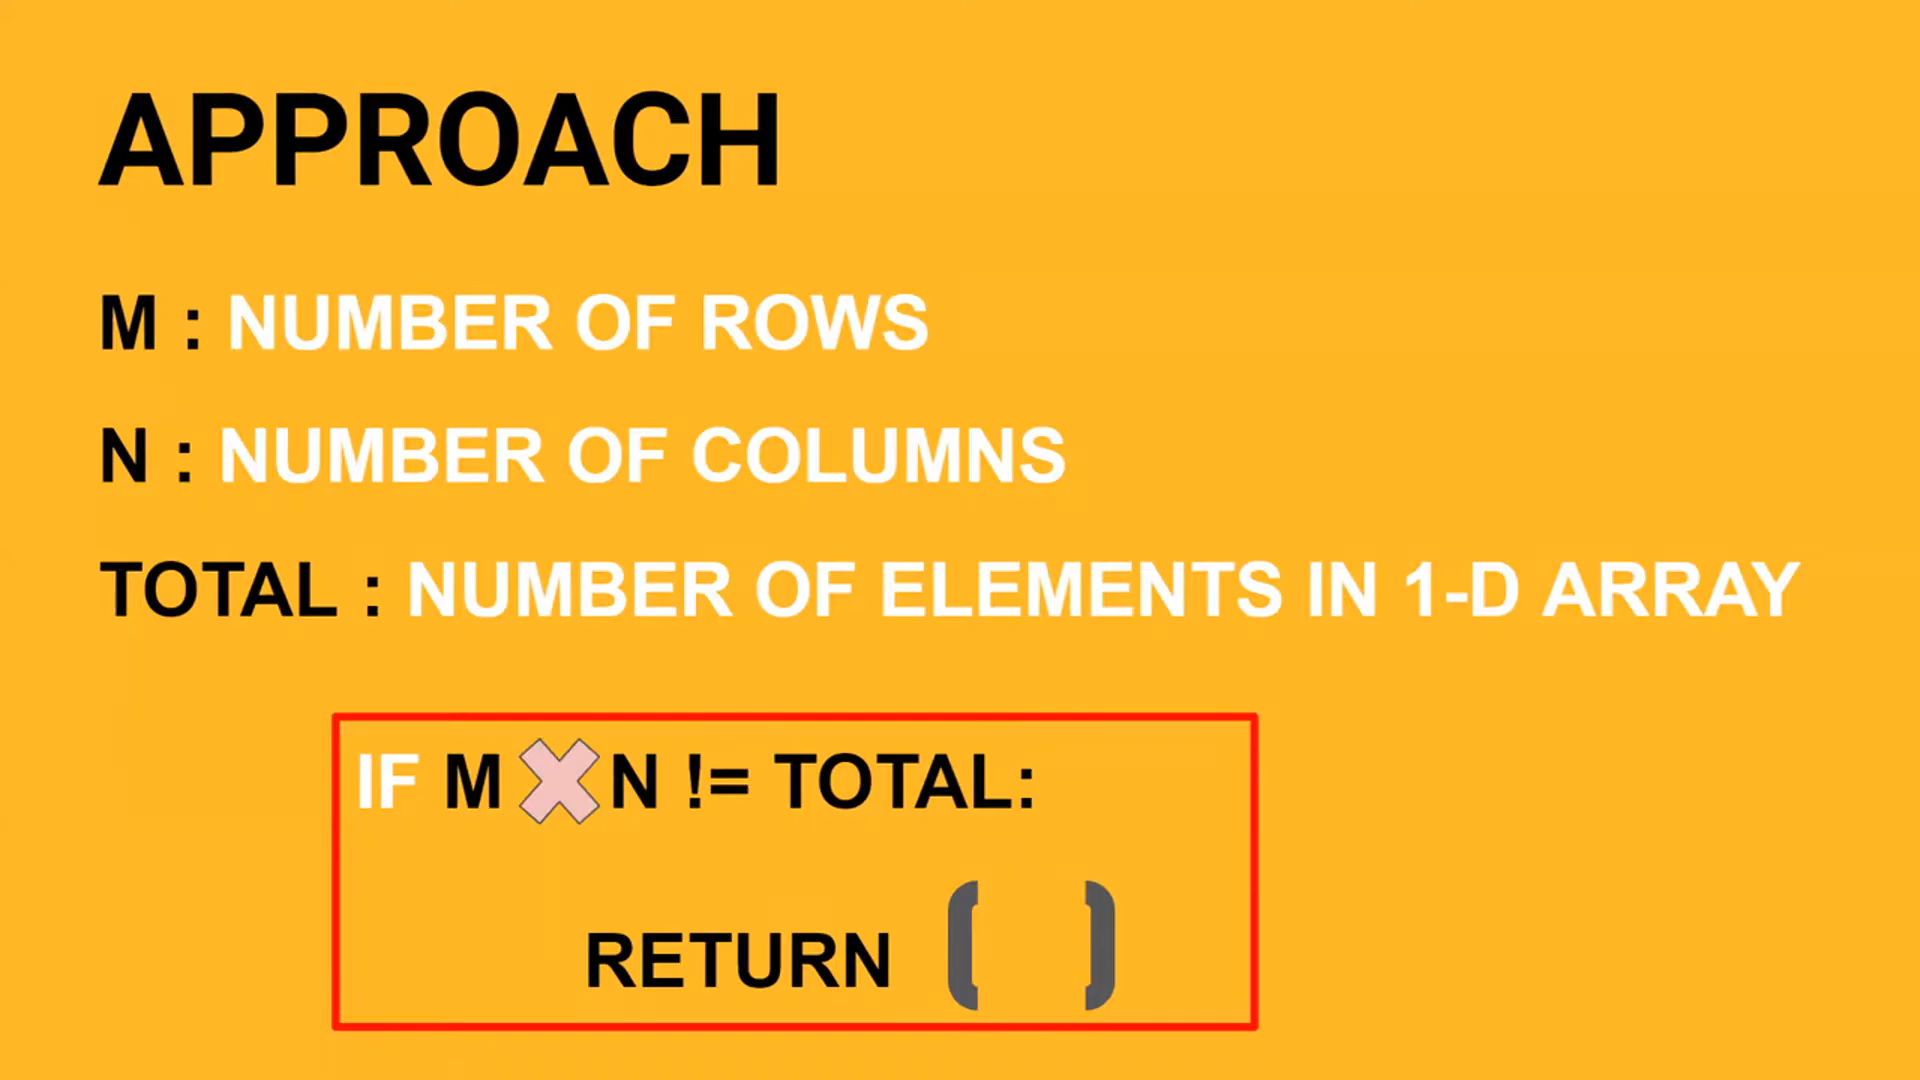 APPROACH
M : NUMBER OF ROWS
N : NUMBER OF COLUMNS
TOTAL : NUMBER OF ELEMENTS IN 1-D ARRAY
IF M ✖ N != TOTAL:
RETURN [ ]